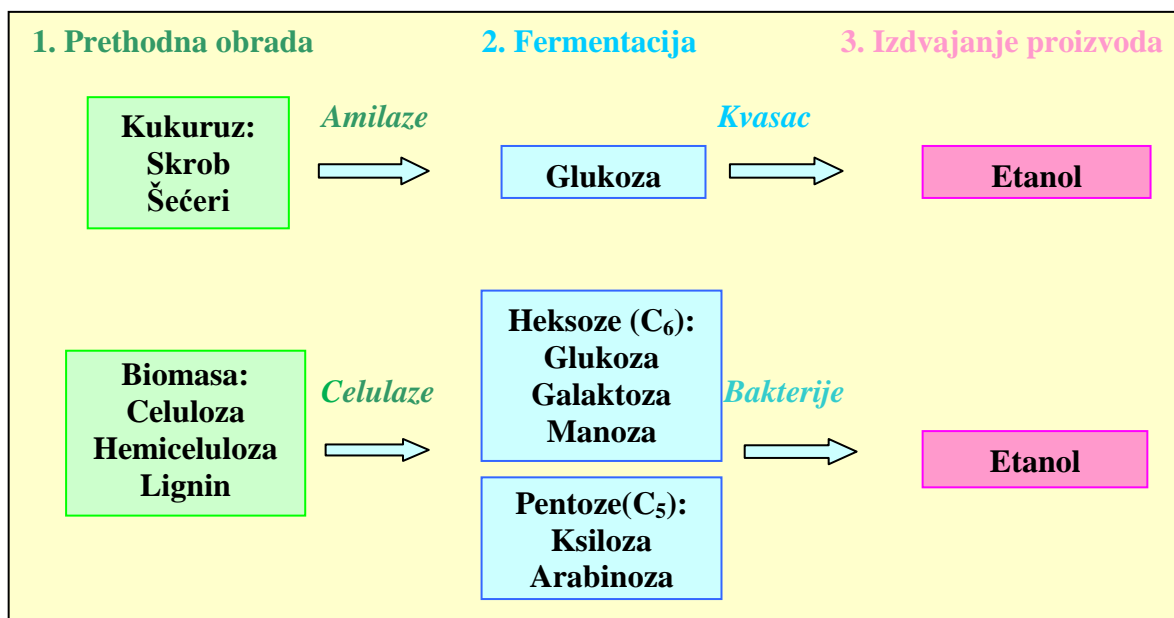 1. Prethodna obrada
2. Fermentacija
3. Izdvajanje proizvoda
Kukuruz:
Skrob
Šećeri
Amilaze
Glukoza
Kvasac
Etanol
Biomasa:
Celuloza
Hemiceluloza
Lignin
Celulaze
Heksoze (C₆):
Glukoza
Galaktoza
Manoza
Pentoze(C₅):
Ksiloza
Arabinoza
Bakterije
Etanol